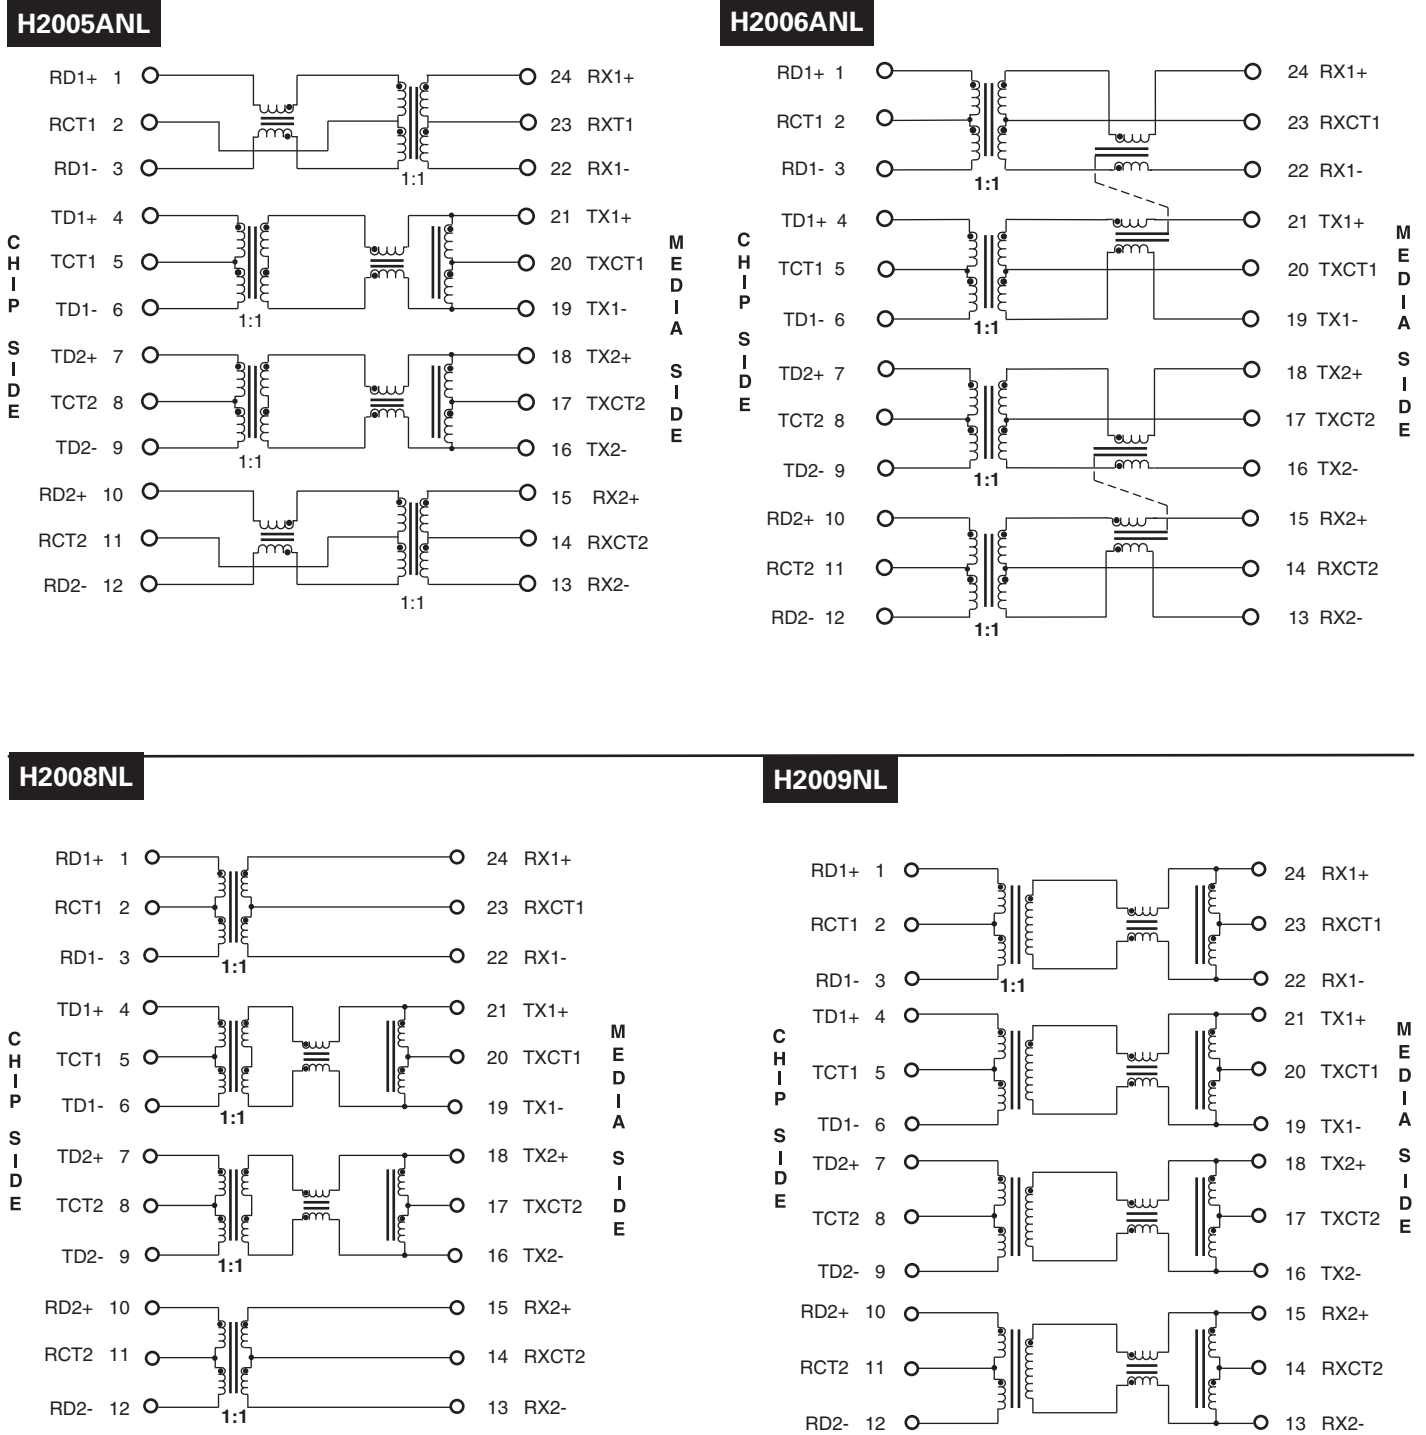 H2005ANL
RD1+ 1 24 RX1+
RCT1 2 23 RXT1
RD1- 3 22 RX1-
1:1
TD1+ 4 21 TX1+
TCT1 5 20 TXCT1
TD1- 6 19 TX1-
1:1
TD2+ 7 18 TX2+
TCT2 8 17 TXCT2
TD2- 9 16 TX2-
1:1
RD2+ 10 15 RX2+
RCT2 11 14 RXCT2
RD2- 12 13 RX2-
1:1
CHIP SIDE
MEDIA SIDE
H2006ANL
RD1+ 1 24 RX1+
RCT1 2 23 RXCT1
RD1- 3 22 RX1-
1:1
TD1+ 4 21 TX1+
TCT1 5 20 TXCT1
TD1- 6 19 TX1-
1:1
TD2+ 7 18 TX2+
TCT2 8 17 TXCT2
TD2- 9 16 TX2-
1:1
RD2+ 10 15 RX2+
RCT2 11 14 RXCT2
RD2- 12 13 RX2-
1:1
CHIP SIDE
MEDIA SIDE
H2008NL
RD1+ 1 24 RX1+
RCT1 2 23 RXCT1
RD1- 3 22 RX1-
1:1
TD1+ 4 21 TX1+
TCT1 5 20 TXCT1
TD1- 6 19 TX1-
1:1
TD2+ 7 18 TX2+
TCT2 8 17 TXCT2
TD2- 9 16 TX2-
1:1
RD2+ 10 15 RX2+
RCT2 11 14 RXCT2
RD2- 12 13 RX2-
1:1
CHIP SIDE
MEDIA SIDE
H2009NL
RD1+ 1 24 RX1+
RCT1 2 23 RXCT1
RD1- 3 22 RX1-
1:1
TD1+ 4 21 TX1+
TCT1 5 20 TXCT1
TD1- 6 19 TX1-
TD2+ 7 18 TX2+
TCT2 8 17 TXCT2
TD2- 9 16 TX2-
RD2+ 10 15 RX2+
RCT2 11 14 RXCT2
RD2- 12 13 RX2-
CHIP SIDE
MEDIA SIDE